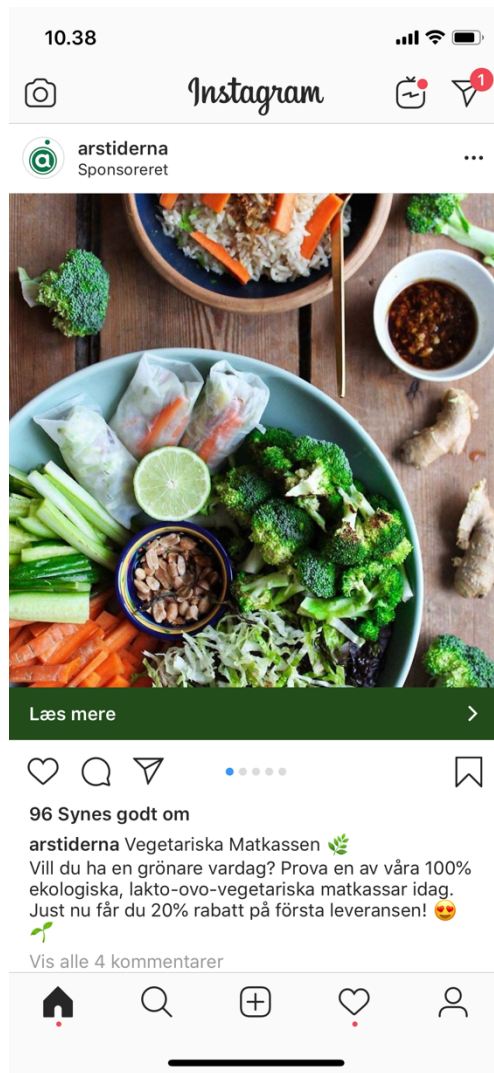 10.38
Instagram
1
arstiderna
Sponsoreret
Læs mere
96 Synes godt om
arstiderna Vegetariska Matkassen 🌿
Vill du ha en grönare vardag? Prova en av våra 100%
ekologiska, lakto-ovo-vegetariska matkassar idag.
Just nu får du 20% rabatt på första leveransen! 😍
🌱
Vis alle 4 kommentarer